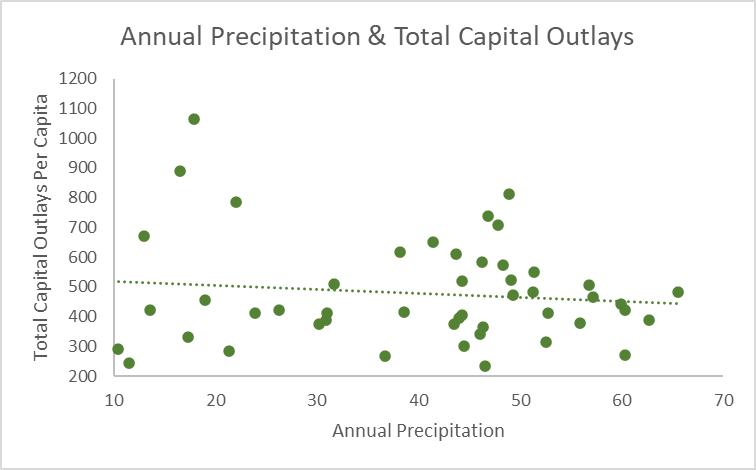 Annual Precipitation & Total Capital Outlays
Total Capital Outlays Per Capita
1200
1100
1000
900
800
700
600
500
400
300
200
10 20 30 40 50 60 70
Annual Precipitation